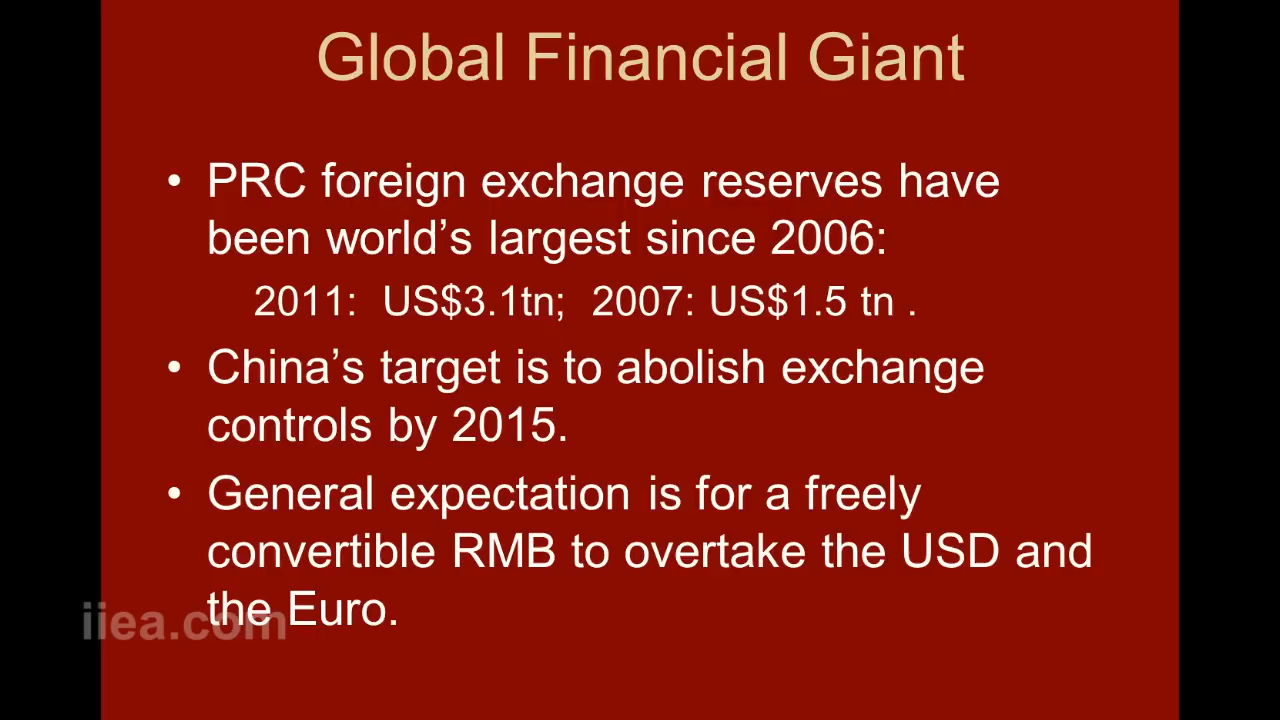 Global Financial Giant
• PRC foreign exchange reserves have
been world’s largest since 2006:
2011:  US$3.1tn;  2007: US$1.5 tn .
• China’s target is to abolish exchange
controls by 2015.
• General expectation is for a freely
convertible RMB to overtake the USD and
the Euro.
iiea.com